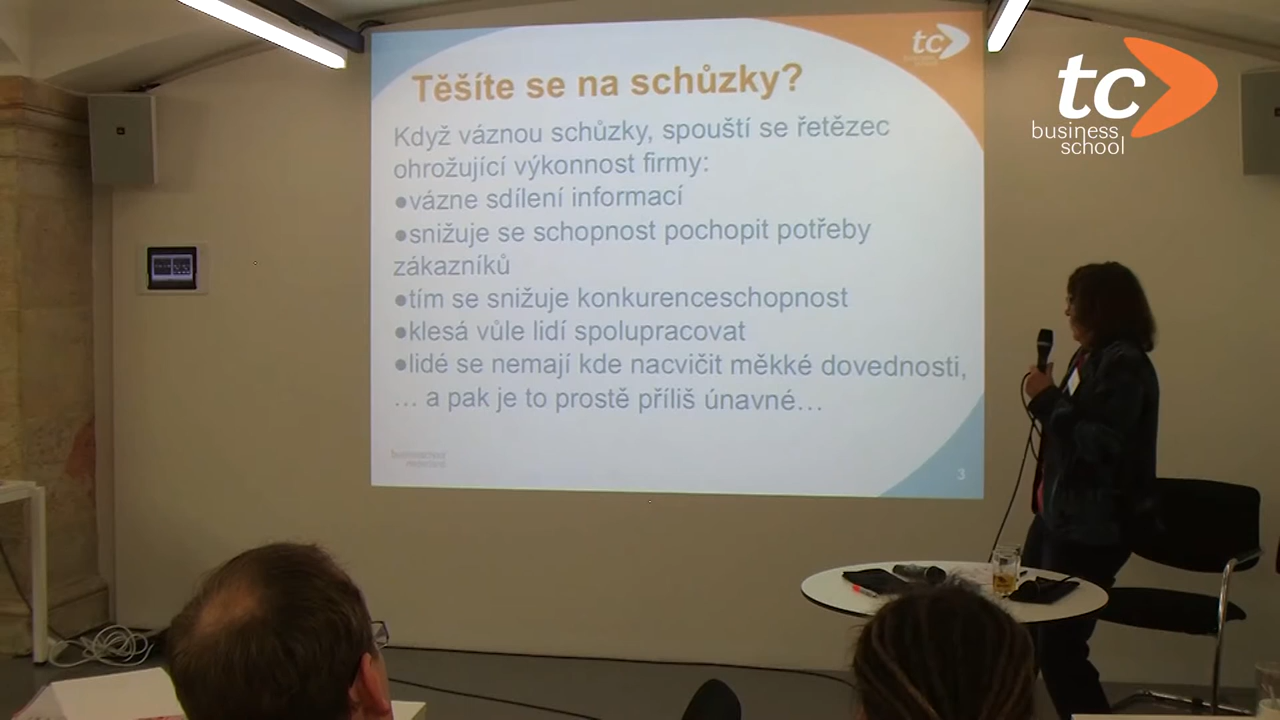 tc
business
school
Těšíte se na schůzky?
Když váznou schůzky, spouští se řetězec
ohrožující výkonnost firmy:
●vázne sdílení informací
●snižuje se schopnost pochopit potřeby
zákazníků
●tím se snižuje konkurenceschopnost
●klesá vůle lidí spolupracovat
●lidé se nemají kde nacvičit měkké dovednosti,
… a pak je to prostě příliš únavné…
3
tc
business
school